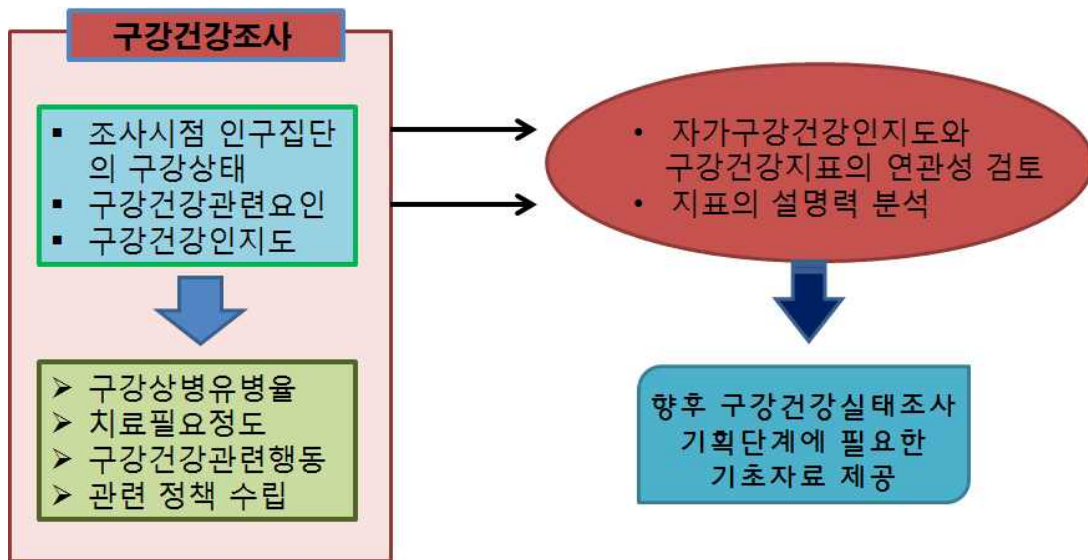 구강건강조사
▪ 조사시점 인구집단
의 구강상태
▪ 구강건강관련요인
▪ 구강건강인지도
➢ 구강상병유병율
➢ 치료필요정도
➢ 구강건강관련행동
➢ 관련 정책 수립
• 자가구강건강인지도와
구강건강지표의 연관성 검토
• 지표의 설명력 분석
향후 구강건강실태조사
기획단계에 필요한
기초자료 제공